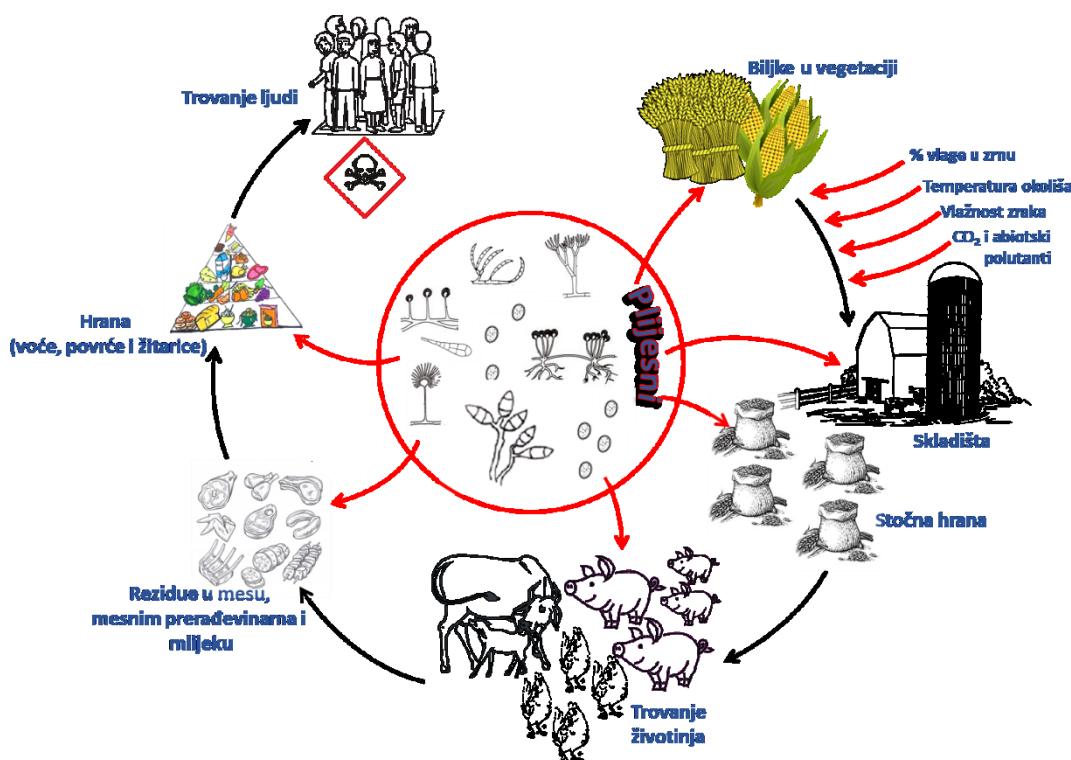 Trovanje ljudi
Biljke u vegetaciji
% vlage u zrnu
Temperatura okoliša
Vlažnost zraka
CO₂ i abiotski
polutanti
Plijesni
Hrana
(voće, povrće i žitarice)
Skladišta
Stočna hrana
Rezidue u mesu,
mesnim prerađevinama i
mlijeku
Trovanje
životinja